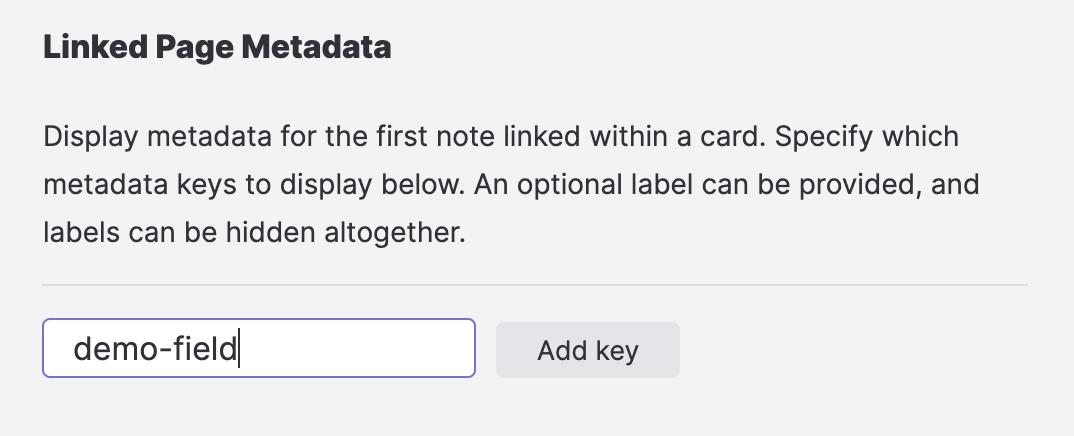 Linked Page Metadata
Display metadata for the first note linked within a card. Specify which
metadata keys to display below. An optional label can be provided, and
labels can be hidden altogether.
demo-field
Add key